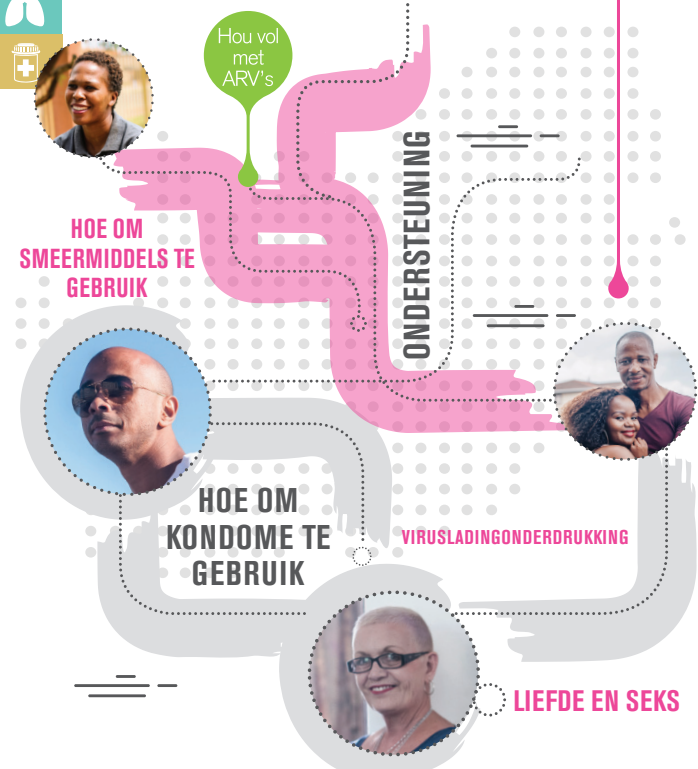 Hou vol
met
ARV's
ONDERSTEUNING
HOE OM
SMEERMIDDELS TE
GEBRUIK
HOE OM
KONDOME TE
GEBRUIK
VIRUSLADINGONDERDRUKKING
LIEFDE EN SEKS